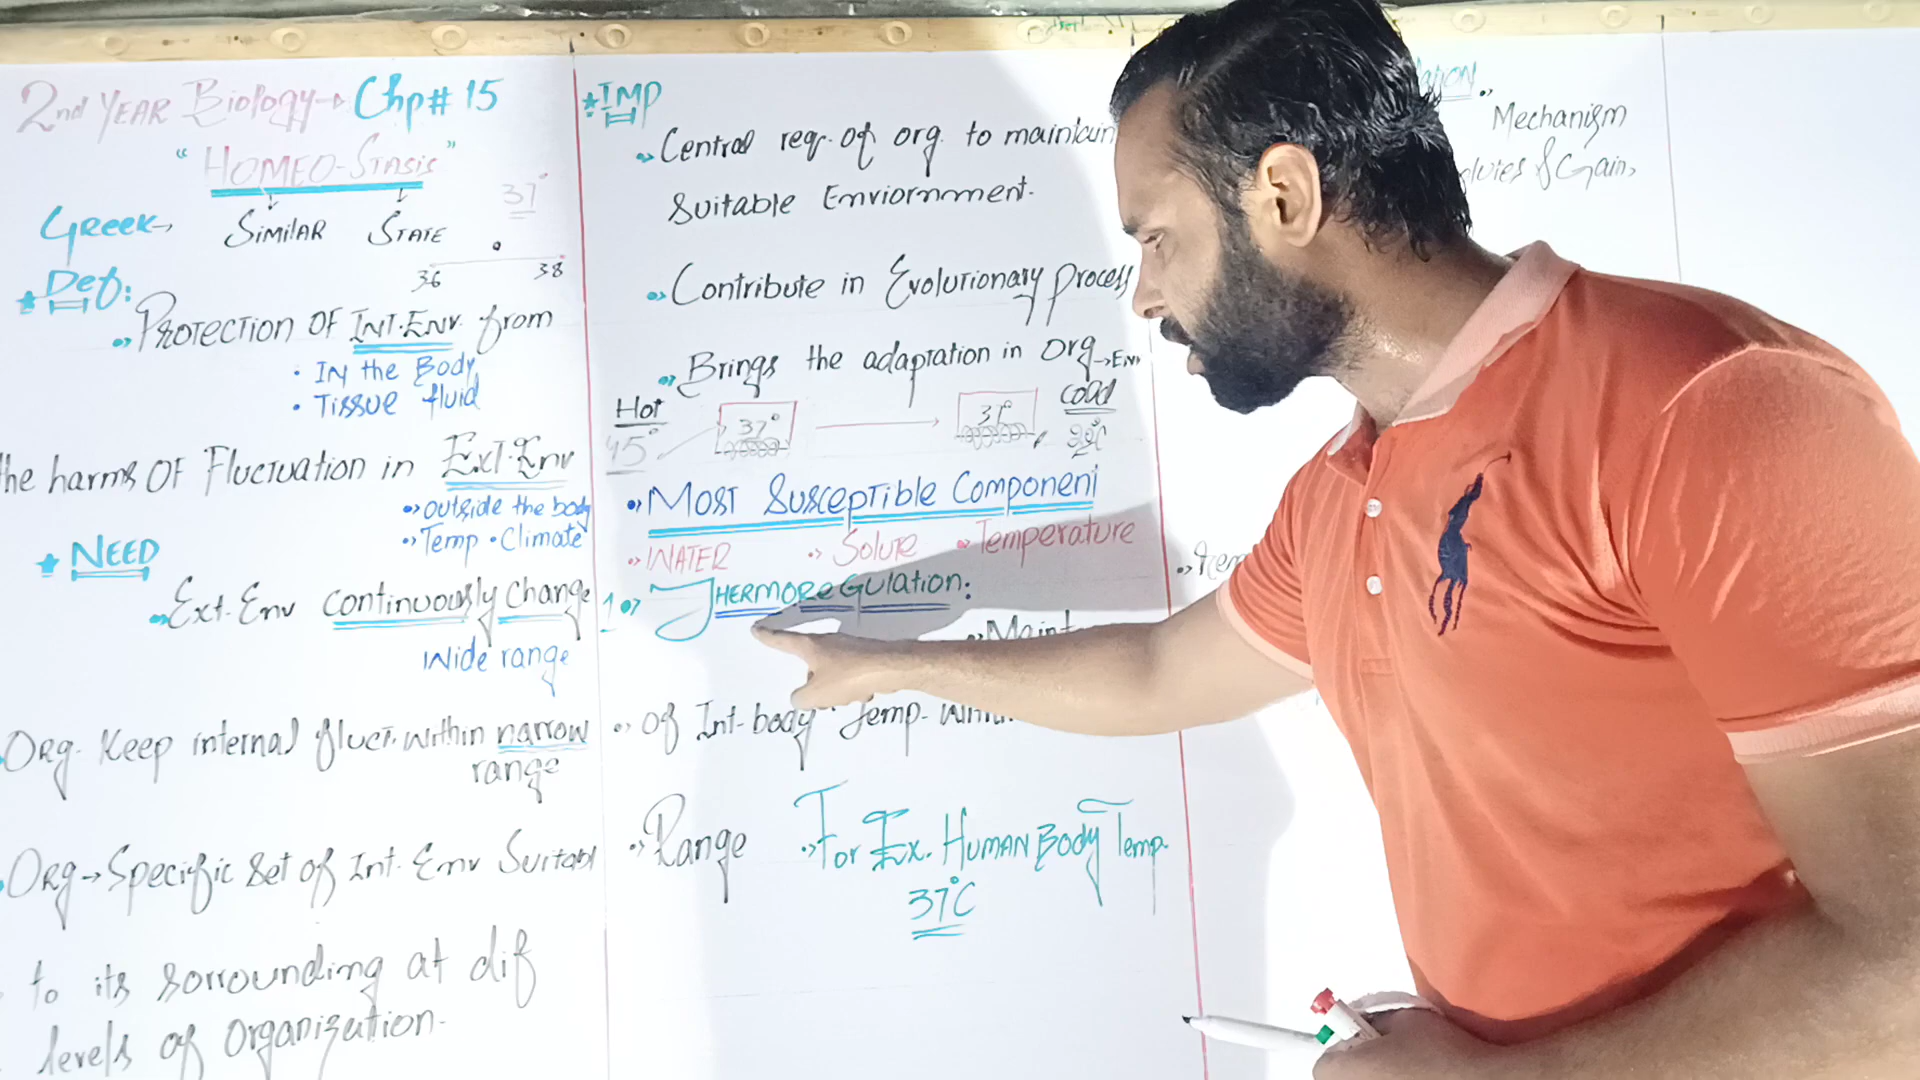 2nd YEAR Biology→ Chp# 15
"HOMEO-STASIS"
37°
Greek→ SIMILAR STATE
36 38
Def:
PROTECTION OF INT.ENV. from
IN the Body
TISSUE fluid
the harms OF Fluctuation in EXT.Env
outside the body
Temp • Climate
NEED
Ext. Env continuously change
Wide range
Org. Keep internal fluct. within narrow
range
Org→Specific set of Int. Env Suitabl
to its sorrounding at dif
levels of organization.
IMP
Central reqr. of org. to maintain
Suitable Enviornmment.
Contribute in Evolutionary process
Brings the adaptation in Org→Env
Hot 37° 37° cold
45°
MOST SUSCEPTIBLE COMPONENT
WATER Solute Temperature
1 THERMOREGULATION:
Maint
of Int-body Temp. within
Range For Ex. HUMAN BODY Temp.
37°C
Mechanism
& Gain,